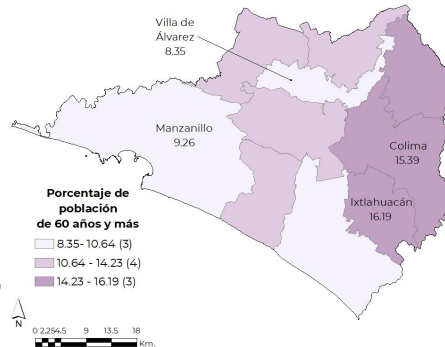 Villa de
Álvarez
8.35
Manzanillo
9.26
Colima
15.39
Ixtlahuacán
16.19
Porcentaje de
población
de 60 años y más
8.35- 10.64 (3)
10.64 - 14.23 (4)
14.23 - 16.19 (3)
N
0 2.254.5 9 13.5 18
Km.